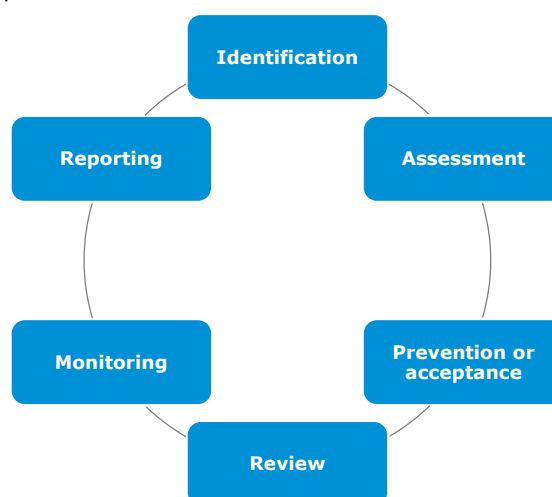 Identification
Assessment
Prevention or
acceptance
Review
Monitoring
Reporting